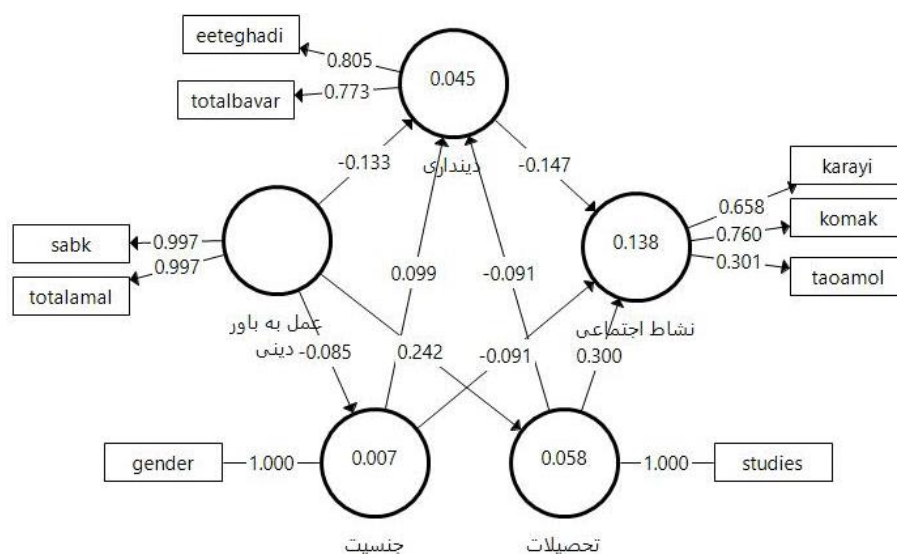 eeteghadi
0.805
0.045
totalbavar
0.773
-0.133
دینداری
-0.147
karayi
0.658
sabk
0.997
0.138
0.760
komak
totalamal
0.997
0.099
-0.091
0.301
taoamol
عمل به باور
دینی
نشاط اجتماعی
-0.085
0.242
-0.091
0.300
gender
1.000
0.007
0.058
1.000
studies
جنسیت
تحصیلات